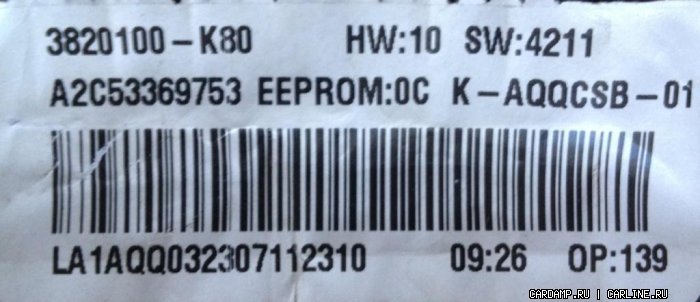 3820100-K80 HW:10 SW:4211
A2C53369753 EEPROM:0C K-AQQCSB-01
LA1AQQ032307112310 09:26 OP:139
CARDAMP.RU | CARLINE.RU